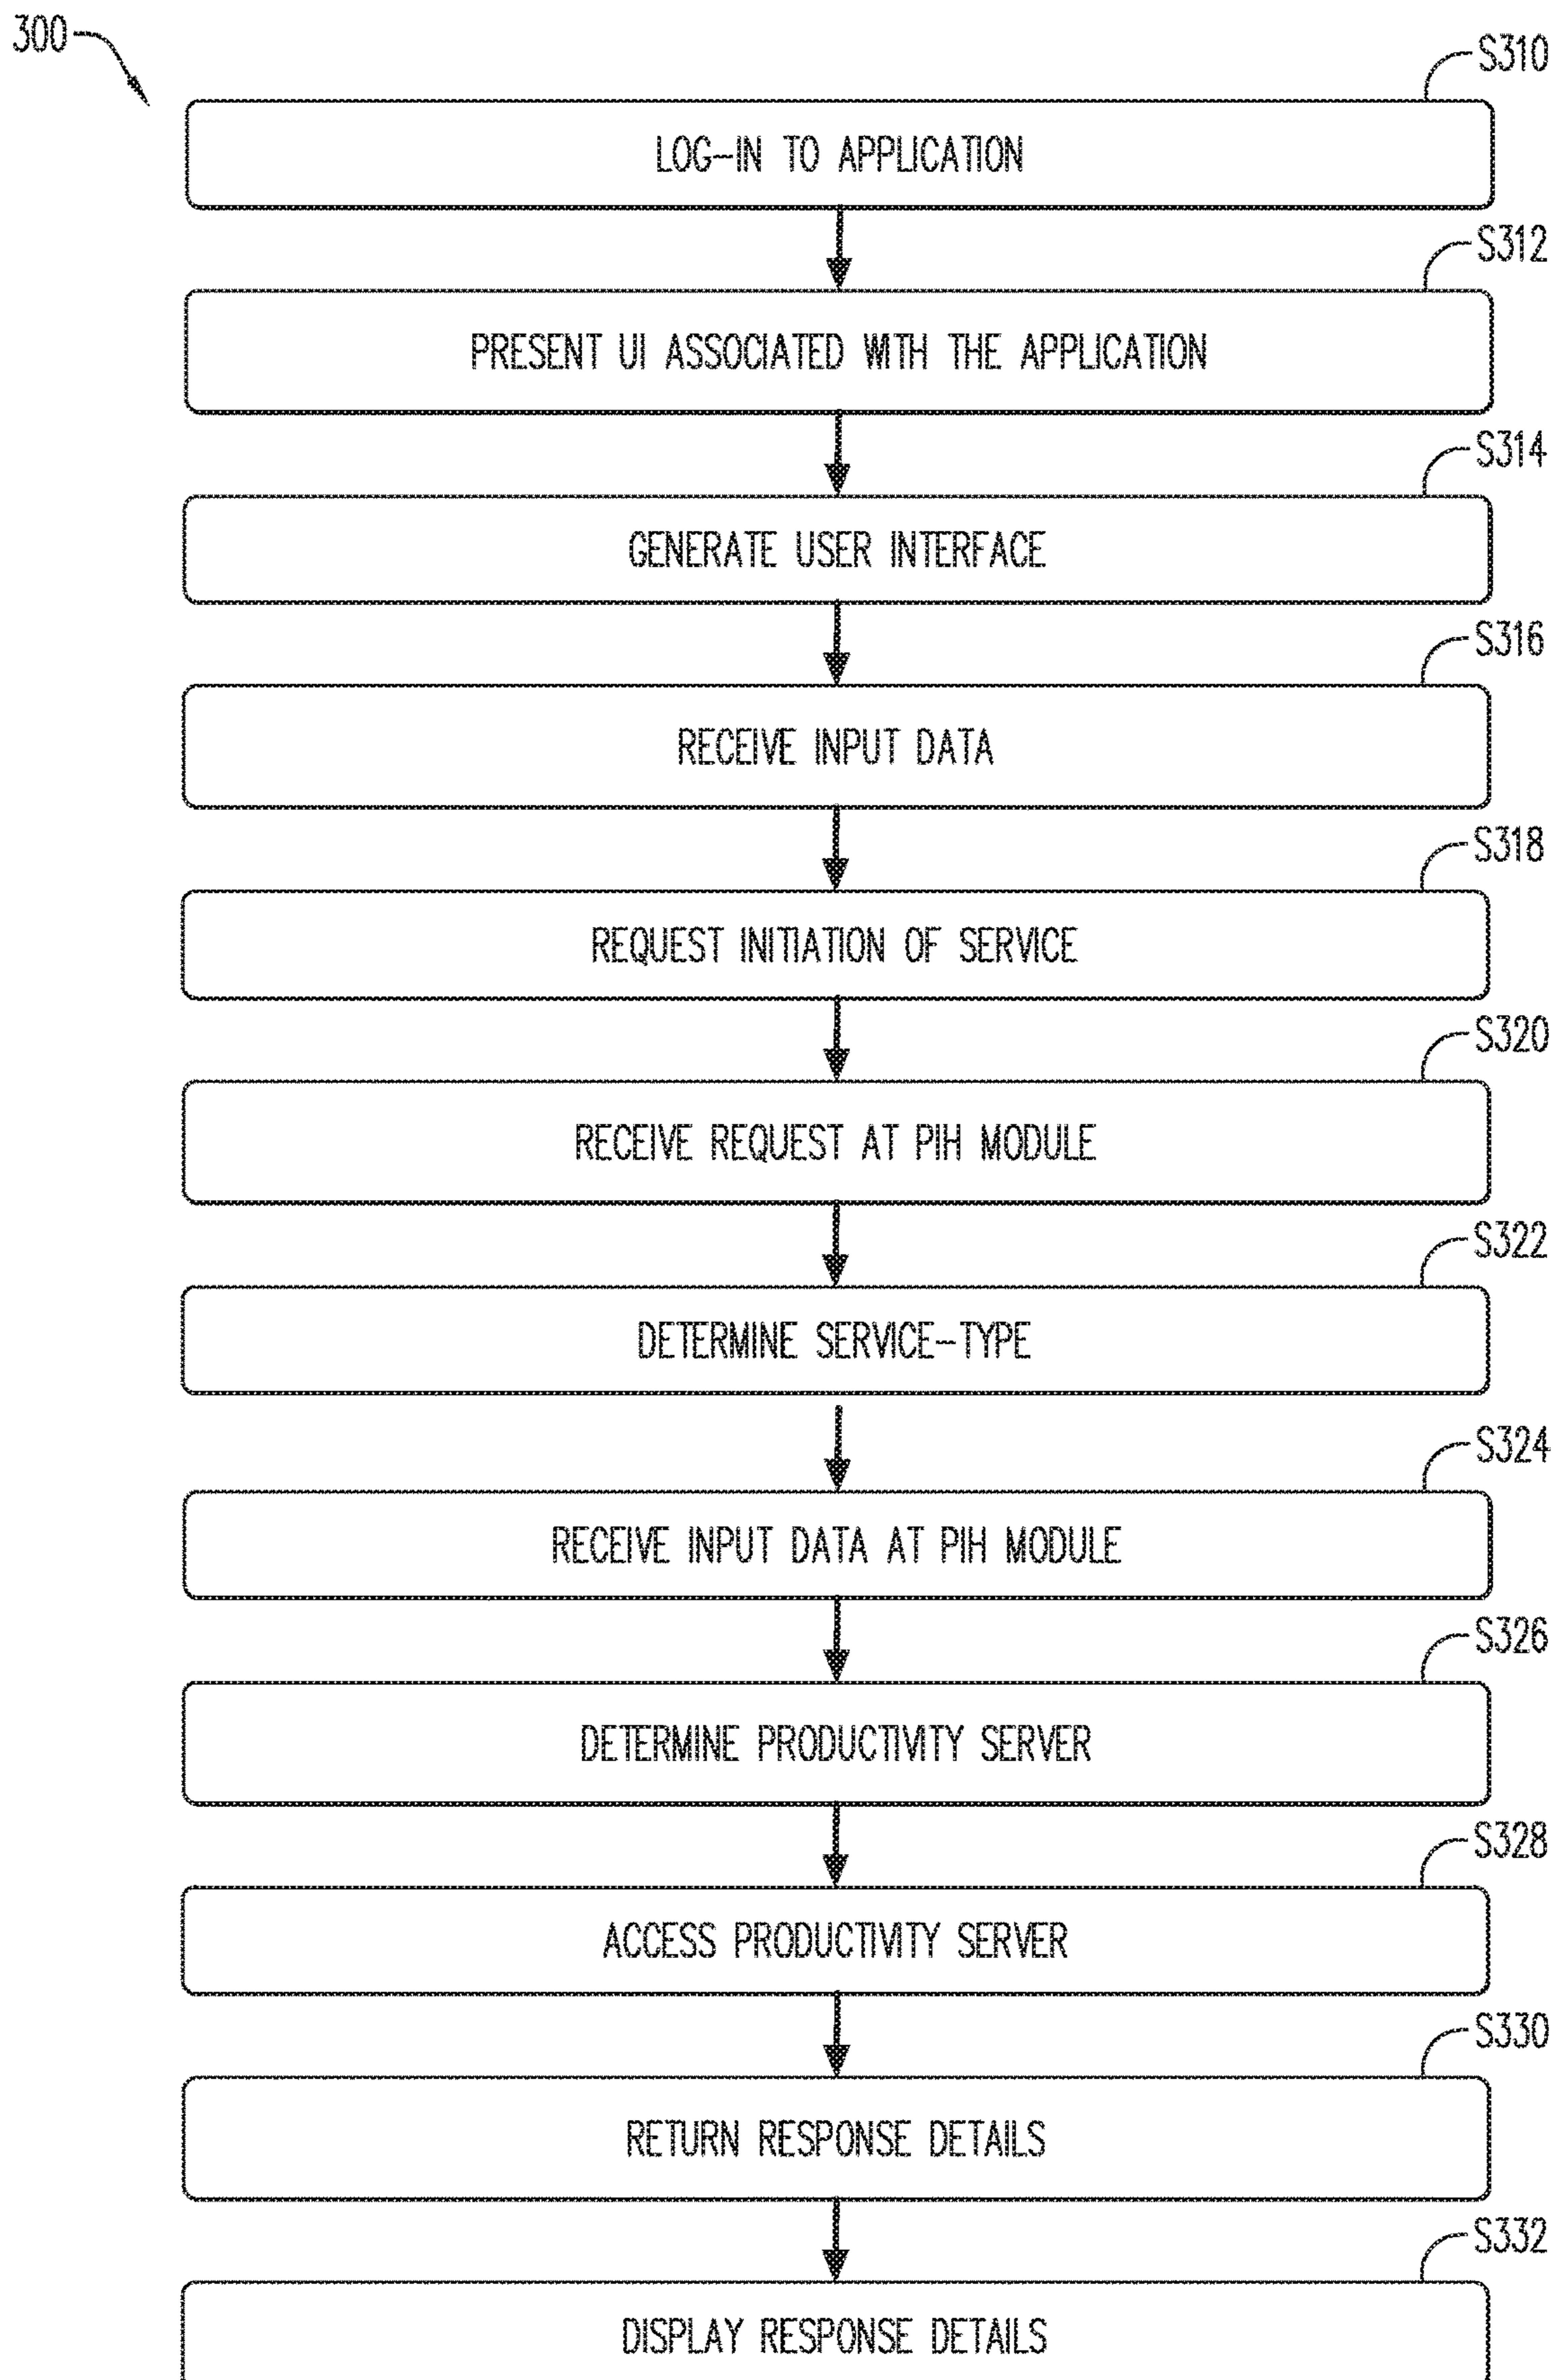 300
S310
LOG-IN TO APPLICATION
S312
PRESENT UI ASSOCIATED WITH THE APPLICATION
S314
GENERATE USER INTERFACE
S316
RECEIVE INPUT DATA
S318
REQUEST INITIATION OF SERVICE
S320
RECEIVE REQUEST AT PIH MODULE
S322
DETERMINE SERVICE-TYPE
S324
RECEIVE INPUT DATA AT PIH MODULE
S326
DETERMINE PRODUCTIVITY SERVER
S328
ACCESS PRODUCTIVITY SERVER
S330
RETURN RESPONSE DETAILS
S332
DISPLAY RESPONSE DETAILS